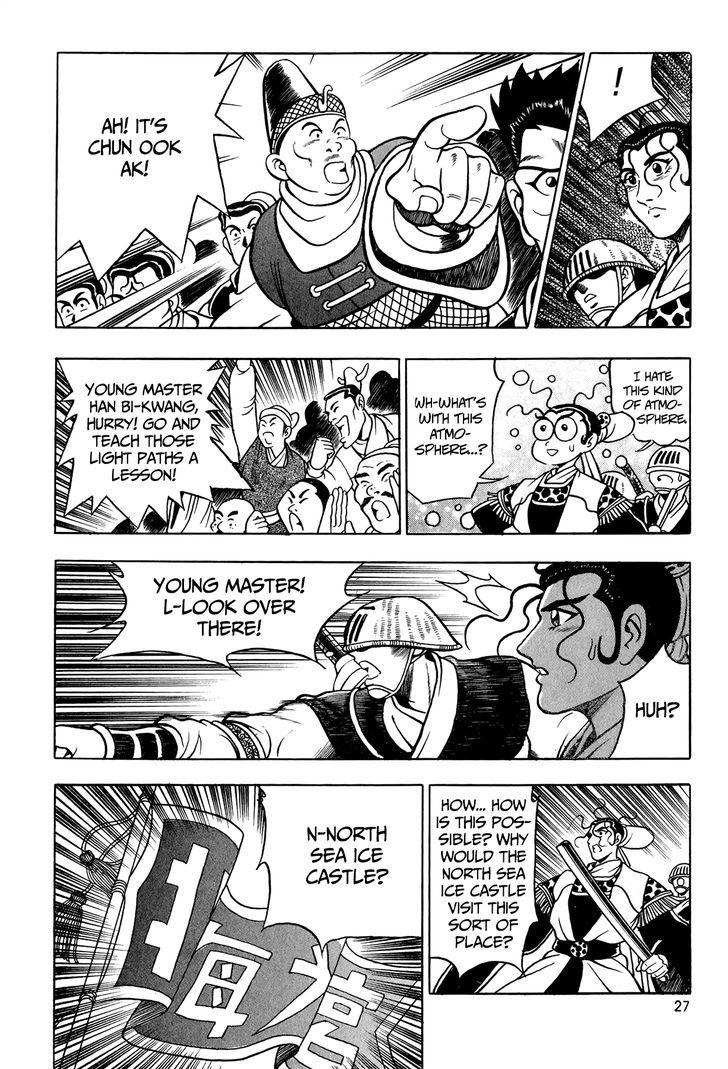 AH! IT'S
CHUN OOK
AK!
!
YOUNG MASTER
HAN BI-KWANG,
HURRY! GO AND
TEACH THOSE
LIGHT PATHS A
LESSON!
WH-WHAT'S
WITH THIS
ATMO-
SPHERE...?
I HATE
THIS KIND
OF ATMO-
SPHERE.
YOUNG MASTER!
L-LOOK OVER
THERE!
HUH?
海
N-NORTH
SEA ICE
CASTLE?
HOW... HOW
IS THIS POS-
SIBLE? WHY
WOULD THE
NORTH SEA
ICE CASTLE
VISIT THIS
SORT OF
PLACE?
27